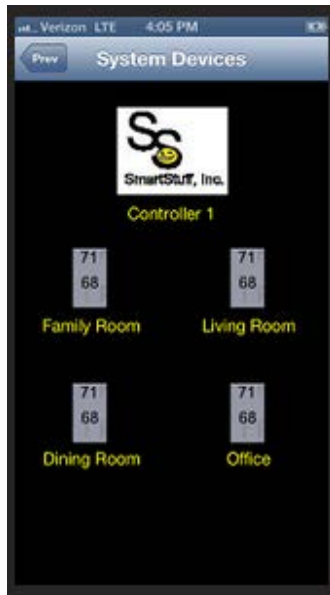 Verizon LTE 4:05 PM
Prev System Devices
SS
SmartStuff, Inc.
Controller 1
71 71
68 68
Family Room Living Room
71 71
68 68
Dining Room Office